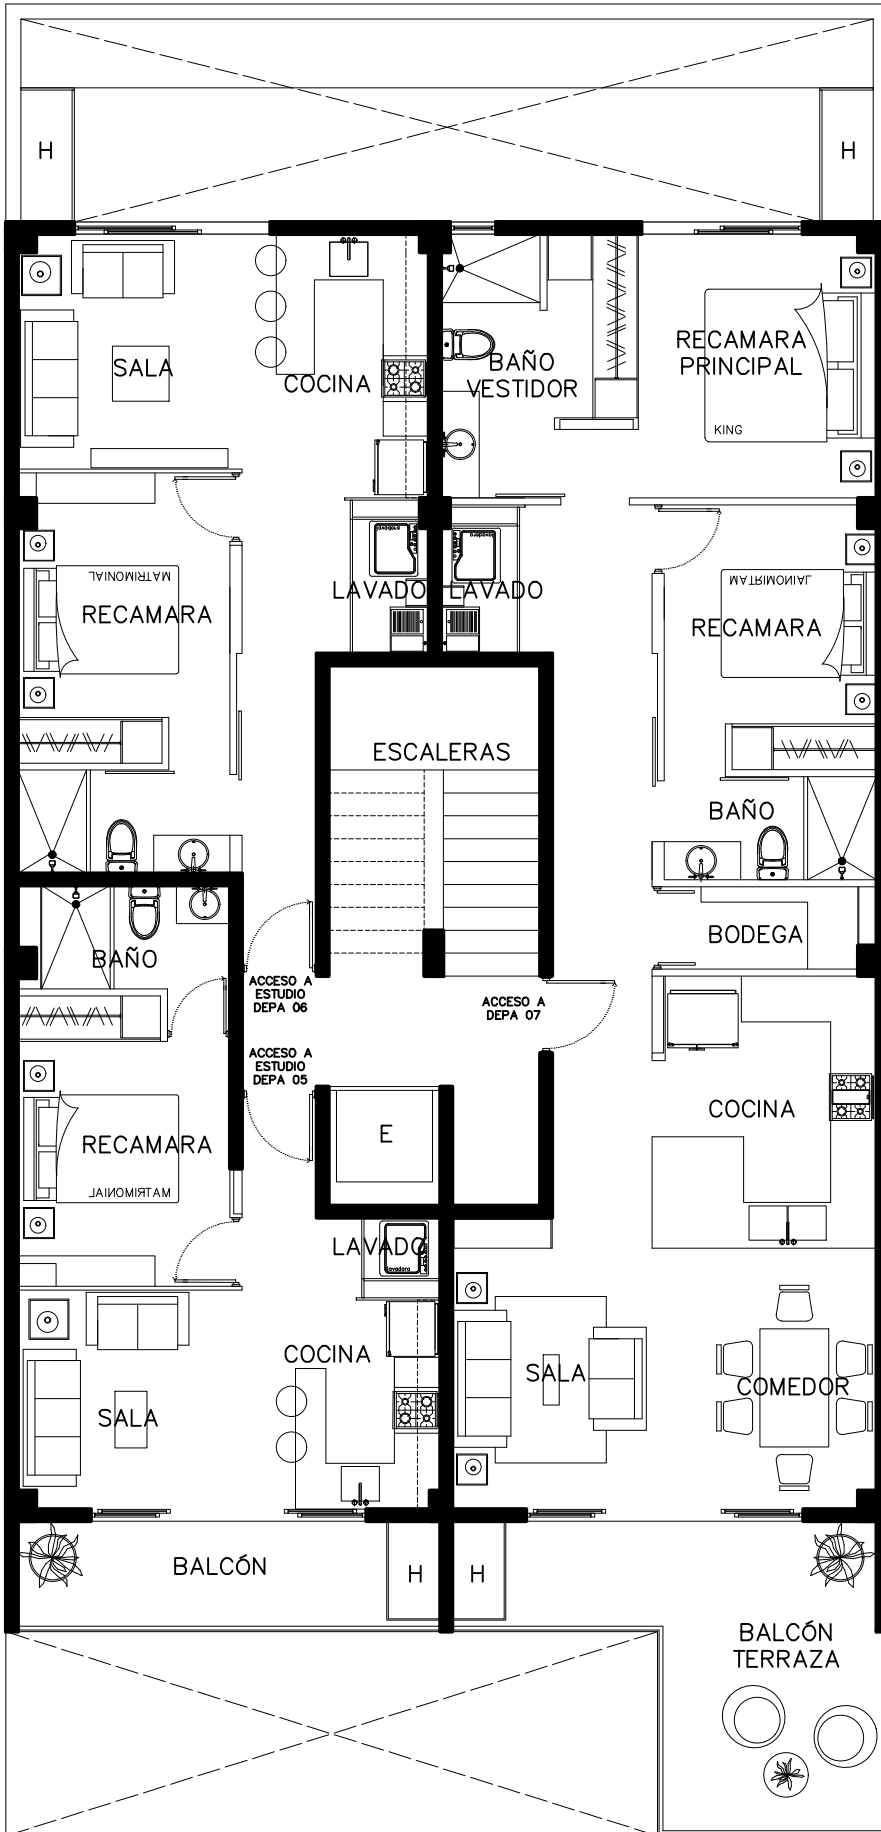 H
H
SALA
COCINA
BAÑO
VESTIDOR
RECAMARA
PRINCIPAL
KING
lavadora
lavadora
MATRIMONIAL
RECAMARA
LAVADO
LAVADO
MATRIMONIAL
RECAMARA
ESCALERAS
BAÑO
BODEGA
BAÑO
ACCESO A
ESTUDIO
DEPA 06
ACCESO A
DEPA 07
ACCESO A
ESTUDIO
DEPA 05
E
COCINA
RECAMARA
MATRIMONIAL
LAVADO
lavadora
COCINA
SALA
SALA
COMEDOR
BALCÓN
H
H
BALCÓN
TERRAZA